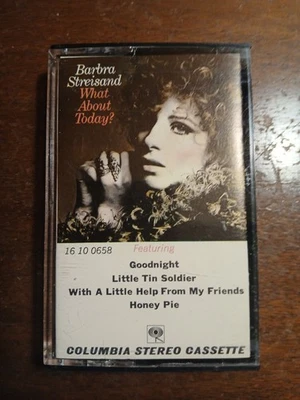 Barbra
Streisand
What
About
Today?
16 10 0658
Featuring
Goodnight
Little Tin Soldier
With A Little Help From My Friends
Honey Pie
COLUMBIA STEREO CASSETTE